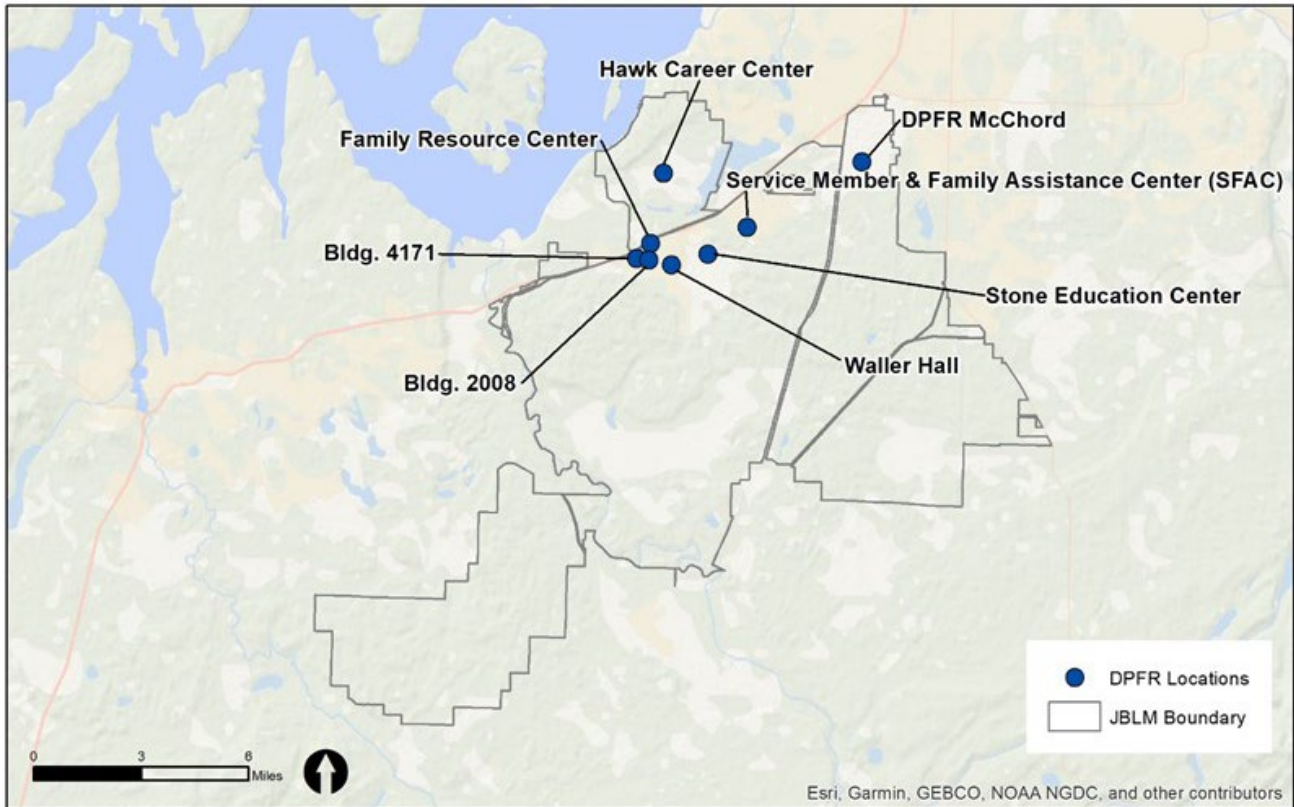 Hawk Career Center
DPFR McChord
Family Resource Center
Service Member & Family Assistance Center (SFAC)
Bldg. 4171
Stone Education Center
Waller Hall
Bldg. 2008
DPFR Locations
JBLM Boundary
0 3 6
Miles
Esri, Garmin, GEBCO, NOAA NGDC, and other contributors